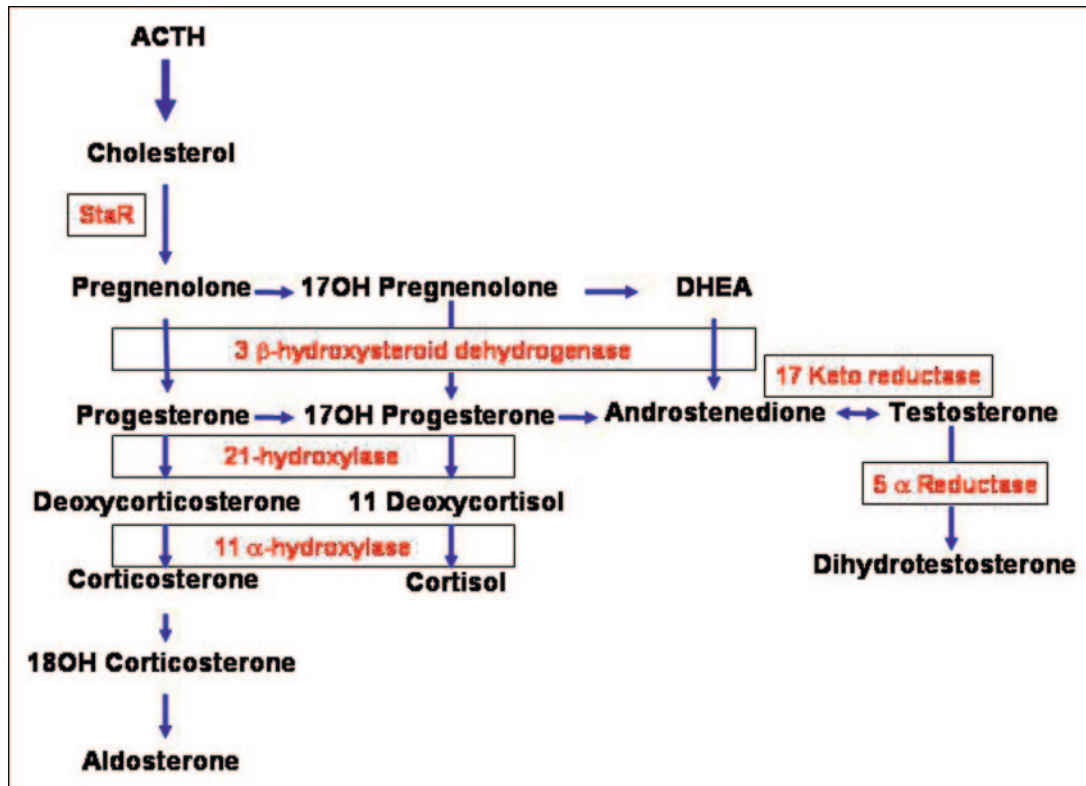 ACTH
Cholesterol
StaR
Pregnenolone 17OH Pregnenolone DHEA
3 β-hydroxysteroid dehydrogenase
17 Keto reductase
Progesterone 17OH Progesterone Androstenedione Testosterone
21-hydroxylase
5 α Reductase
Deoxycorticosterone 11 Deoxycortisol
11 α-hydroxylase
Dihydrotestosterone
Corticosterone Cortisol
18OH Corticosterone
Aldosterone